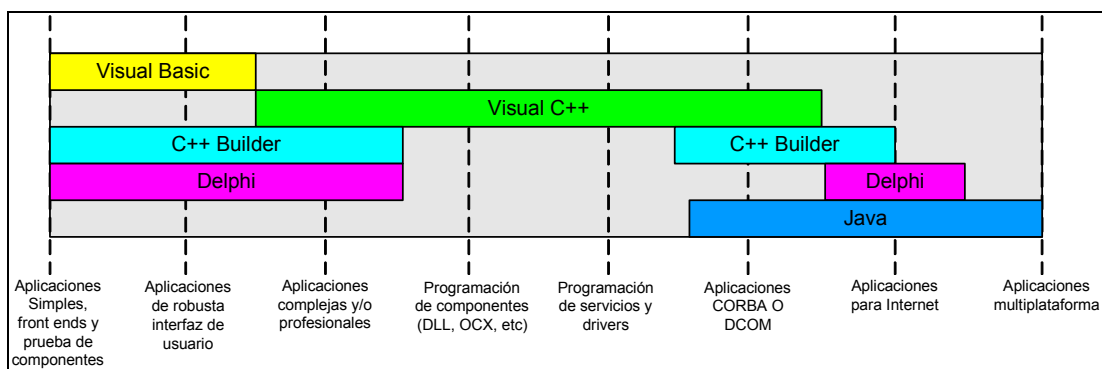 Visual Basic
Visual C++
C++ Builder
C++ Builder
Delphi
Delphi
Java
Aplicaciones
Simples,
front ends y
prueba de
componentes
Aplicaciones
de robusta
interfaz de
usuario
Aplicaciones
complejas y/o
profesionales
Programación
de componentes
(DLL, OCX, etc)
Programación
de servicios y
drivers
Aplicaciones
CORBA O
DCOM
Aplicaciones
para Internet
Aplicaciones
multiplataforma